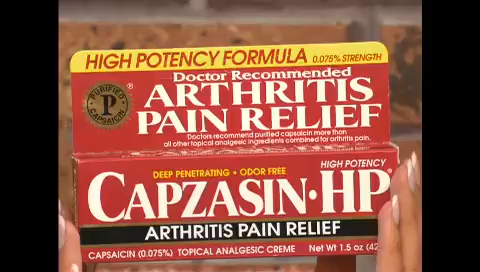 HIGH POTENCY FORMULA 0.075% STRENGTH
Doctor Recommended
ARTHRITIS
PAIN RELIEF
PURIFIED
P
CAPSAICIN
®
Doctors recommend purified capsaicin more than
all other topical analgesic ingredients combined for arthritis pain.
HIGH POTENCY
DEEP PENETRATING • ODOR FREE
CAPZASIN·HP®
ARTHRITIS PAIN RELIEF
CAPSAICIN (0.075%) TOPICAL ANALGESIC CREME Net Wt 1.5 oz (42